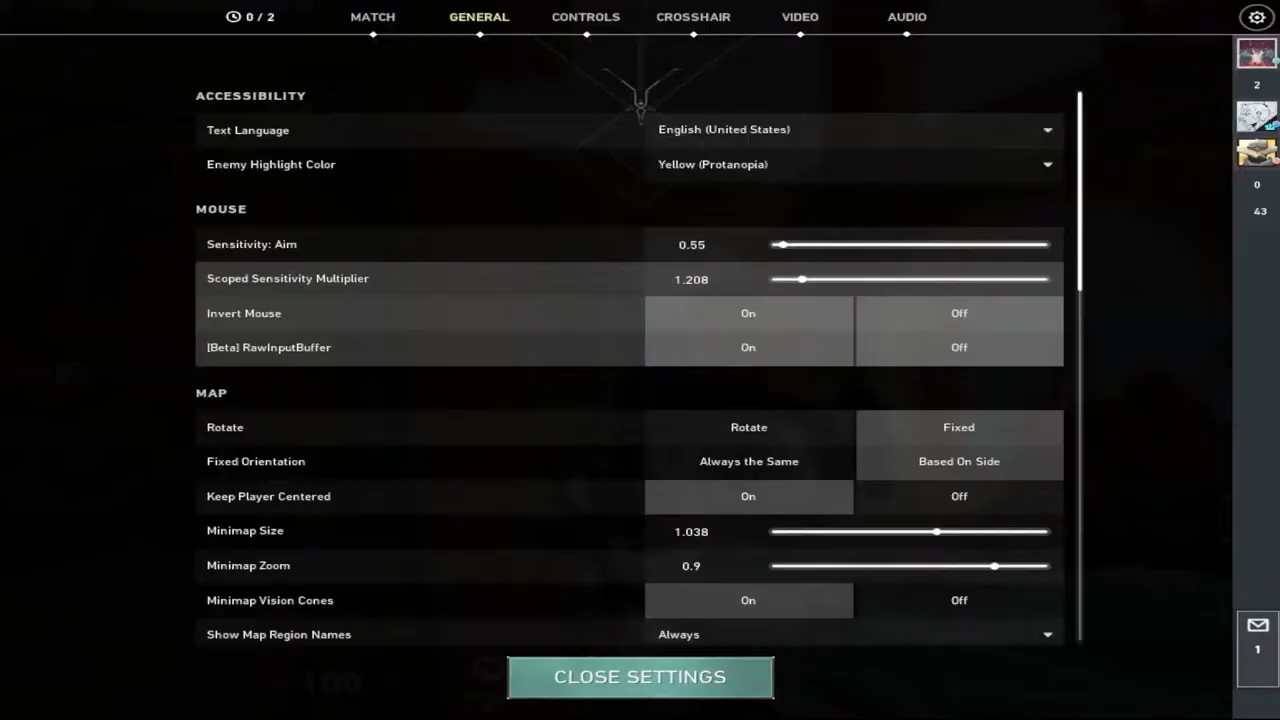 0 / 2 MATCH GENERAL CONTROLS CROSSHAIR VIDEO AUDIO
ACCESSIBILITY
Text Language English (United States)
Enemy Highlight Color Yellow (Protanopia)
MOUSE
Sensitivity: Aim 0.55
Scoped Sensitivity Multiplier 1.208
Invert Mouse On Off
[Beta] RawInputBuffer On Off
MAP
Rotate Rotate Fixed
Fixed Orientation Always the Same Based On Side
Keep Player Centered On Off
Minimap Size 1.038
Minimap Zoom 0.9
Minimap Vision Cones On Off
Show Map Region Names Always
CLOSE SETTINGS
100
2
0
43
1